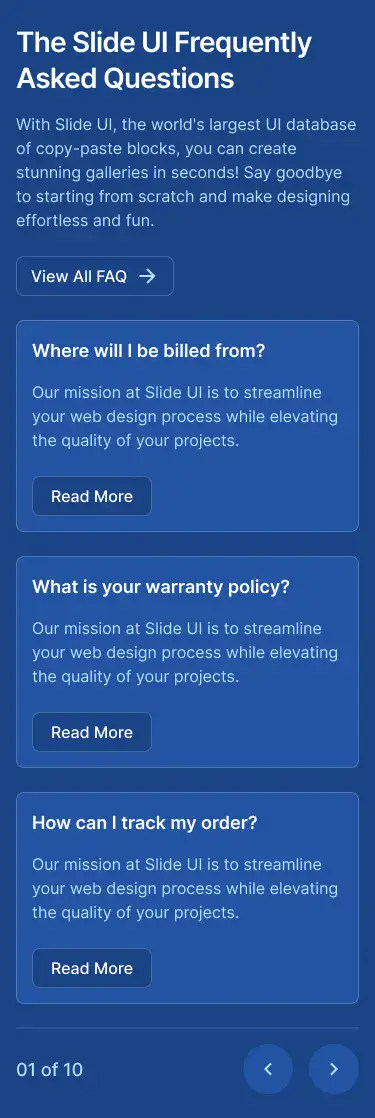 The Slide UI Frequently
Asked Questions
With Slide UI, the world's largest UI database
of copy-paste blocks, you can create
stunning galleries in seconds! Say goodbye
to starting from scratch and make designing
effortless and fun.
View All FAQ
Where will I be billed from?
Our mission at Slide UI is to streamline
your web design process while elevating
the quality of your projects.
Read More
What is your warranty policy?
Our mission at Slide UI is to streamline
your web design process while elevating
the quality of your projects.
Read More
How can I track my order?
Our mission at Slide UI is to streamline
your web design process while elevating
the quality of your projects.
Read More
01 of 10